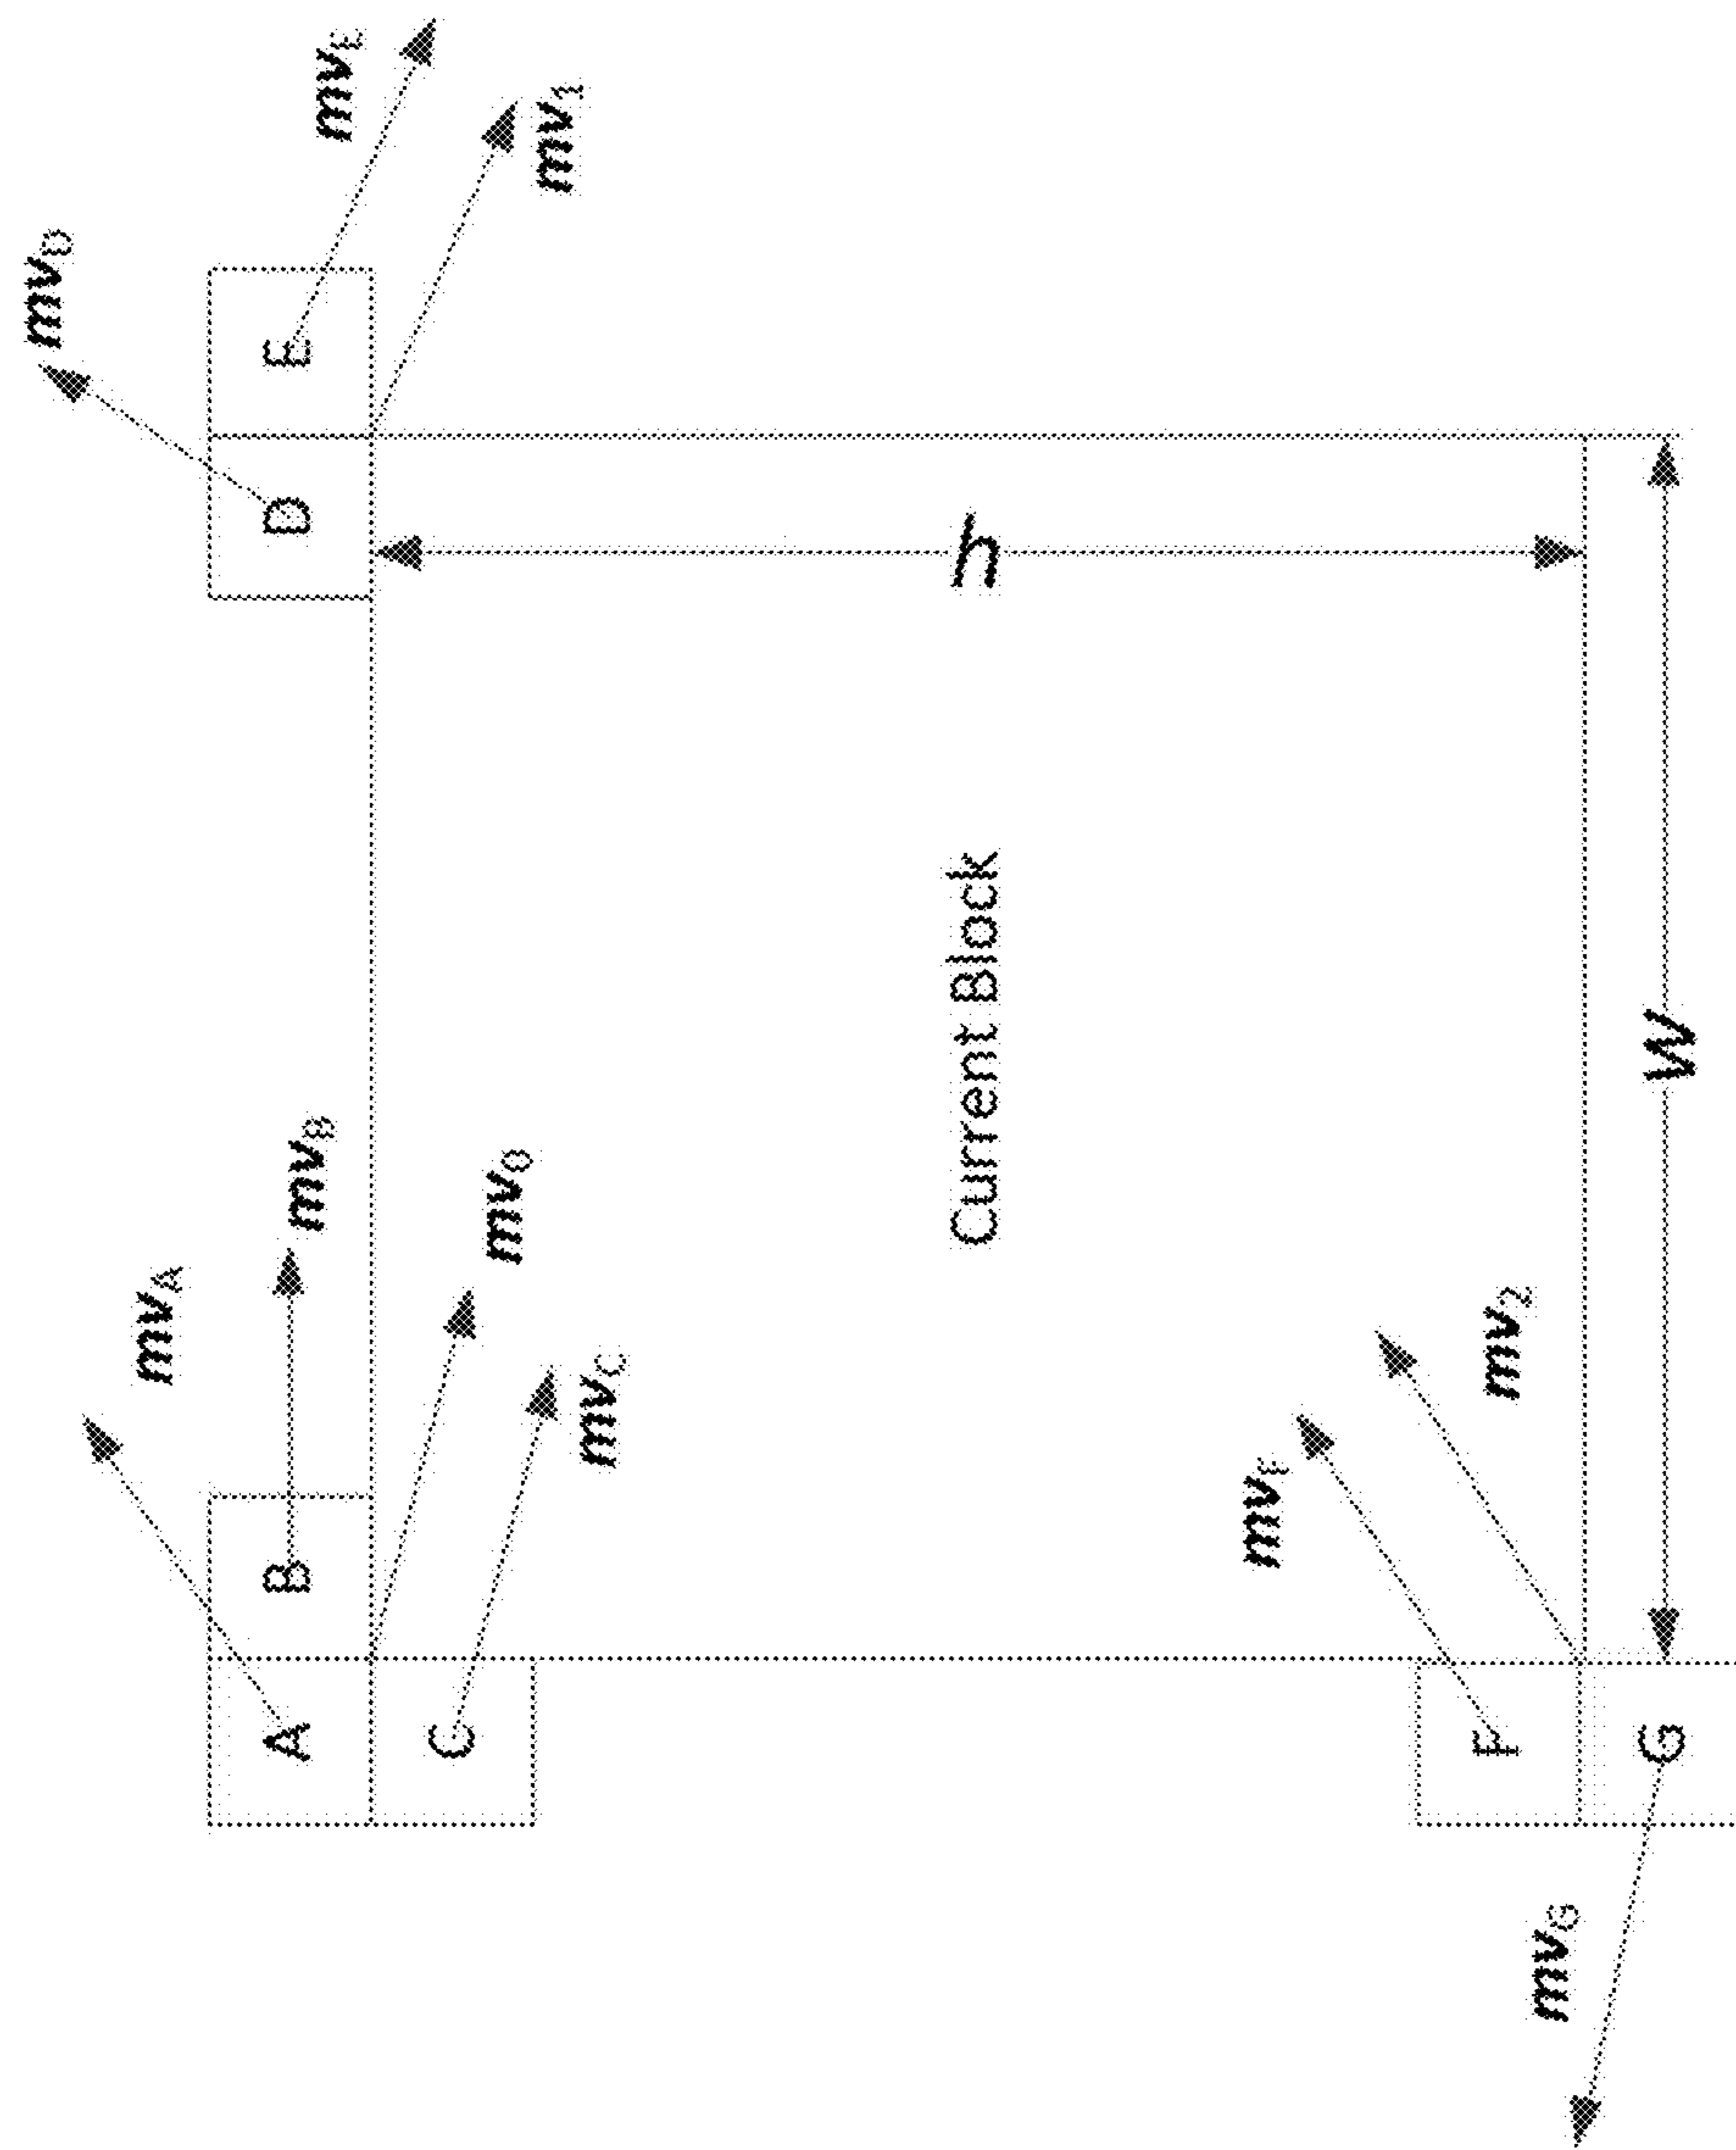 mvD
mvA
A B mvB D E mvE
C mv0 mv1
mvC
Current Block h
mvF
F mv2
mvG
G W